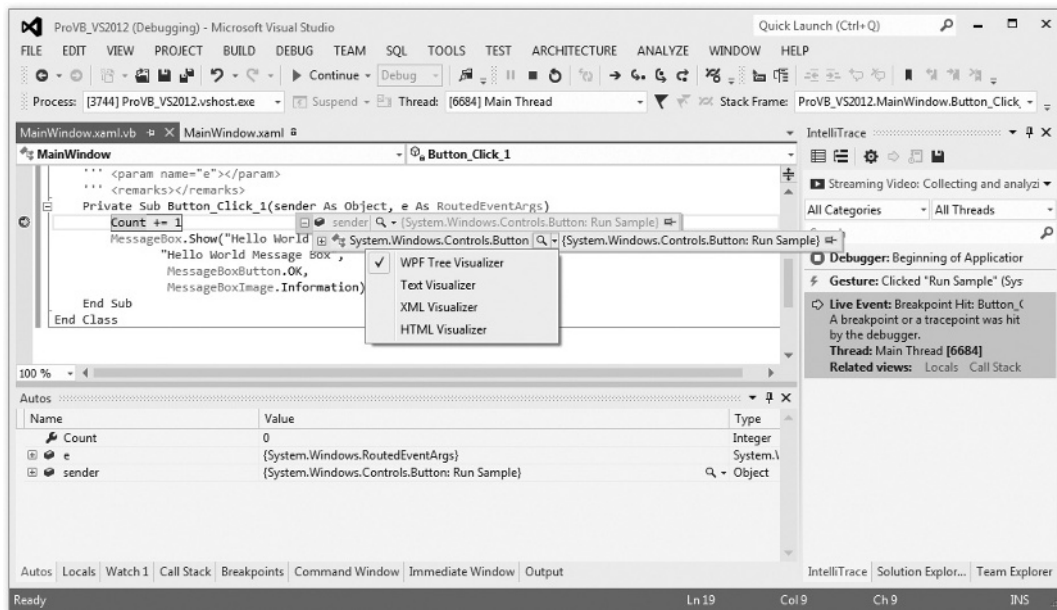 ProVB_VS2012 (Debugging) - Microsoft Visual Studio
Quick Launch (Ctrl+Q)
FILE EDIT VIEW PROJECT BUILD DEBUG TEAM SQL TOOLS TEST ARCHITECTURE ANALYZE WINDOW HELP
Continue Debug
Process: [3744] ProVB_VS2012.vshost.exe Suspend Thread: [6684] Main Thread Stack Frame: ProVB_VS2012.MainWindow.Button_Click_
MainWindow.xaml.vb MainWindow.xaml
MainWindow Button_Click_1
''' <param name="e"></param>
''' <remarks></remarks>
Private Sub Button_Click_1(sender As Object, e As RoutedEventArgs)
Count += 1
sender {System.Windows.Controls.Button: Run Sample}
MessageBox.Show("Hello World
System.Windows.Controls.Button {System.Windows.Controls.Button: Run Sample}
"Hello World Message Box",
MessageBoxButton.OK,
MessageBoxImage.Information)
End Sub
End Class
WPF Tree Visualizer
Text Visualizer
XML Visualizer
HTML Visualizer
100 %
IntelliTrace
Streaming Video: Collecting and analyzi
All Categories All Threads
Debugger: Beginning of Applicatior
Gesture: Clicked "Run Sample" (Sys
Live Event: Breakpoint Hit: Button_C
A breakpoint or a tracepoint was hit
by the debugger.
Thread: Main Thread [6684]
Related views: Locals Call Stack
Autos
Name Value Type
Count 0 Integer
e {System.Windows.RoutedEventArgs} System.\
sender {System.Windows.Controls.Button: Run Sample} Object
Autos Locals Watch 1 Call Stack Breakpoints Command Window Immediate Window Output
IntelliTrace Solution Explor... Team Explorer
Ready Ln 19 Col 9 Ch 9 INS